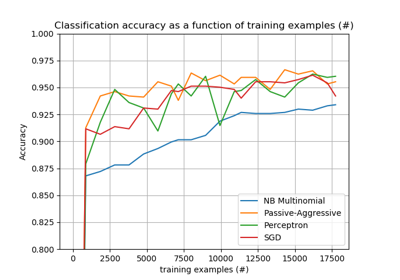 Classification accuracy as a function of training examples (#)
1.000
0.975
0.950
0.925
0.900
0.875
0.850
0.825
0.800
Accuracy
NB Multinomial
Passive-Aggressive
Perceptron
SGD
0 2500 5000 7500 10000 12500 15000 17500
training examples (#)